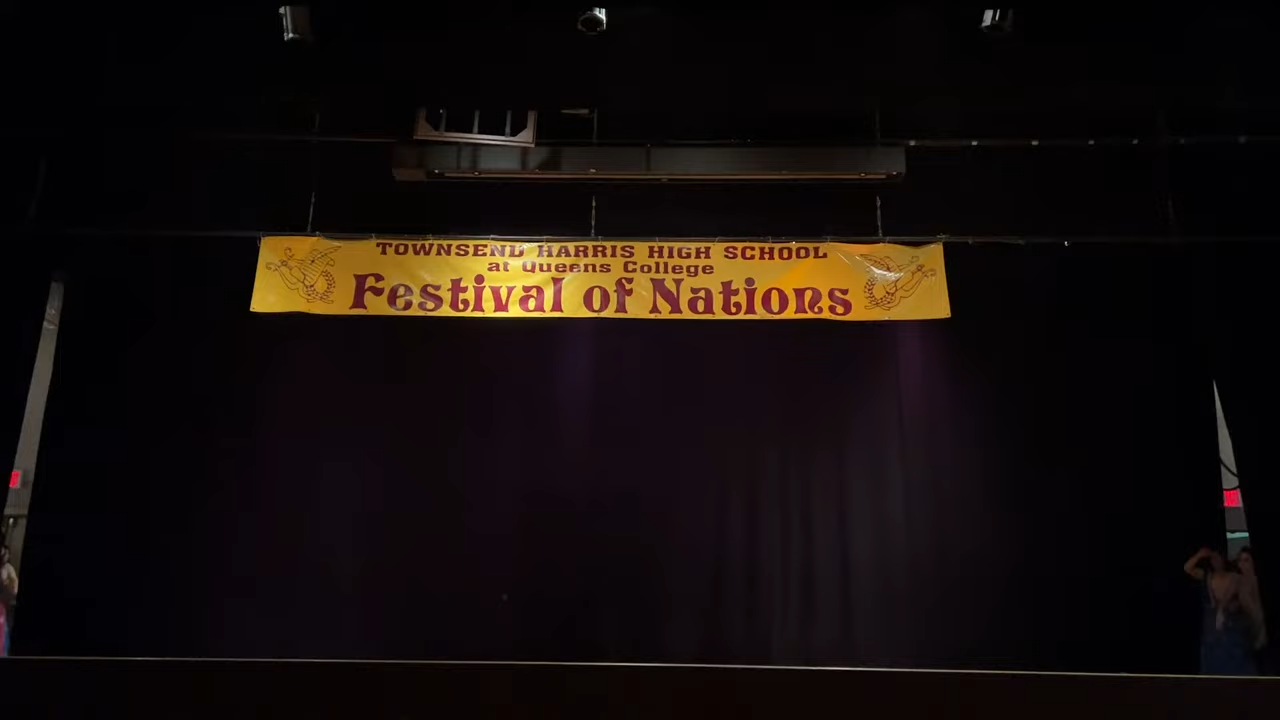 TOWNSEND HARRIS HIGH SCHOOL
at Queens College
Festival of Nations